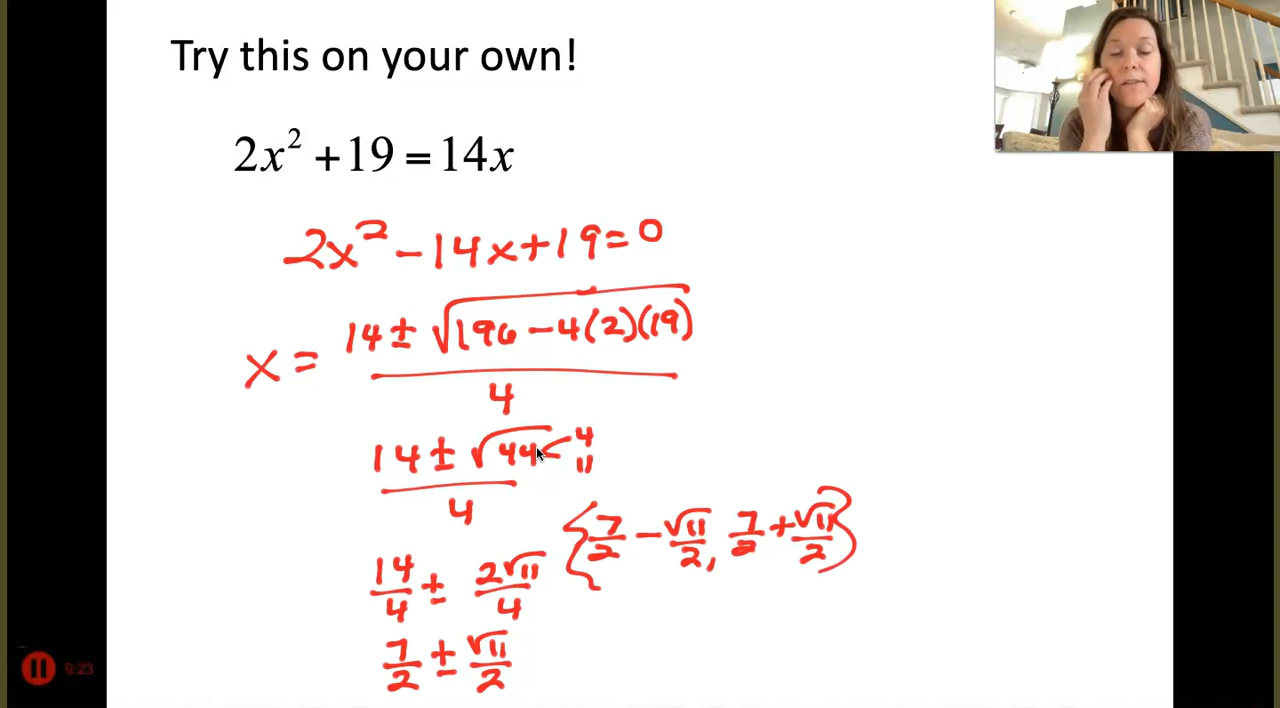 Try this on your own!
2x² + 19 = 14x
2x² - 14x + 19 = 0
x = (14 ± √(196 - 4(2)(19))) / 4
(14 ± √44) / 4 < 4 11
14/4 ± 2√11/4
{7/2 - √11/2, 7/2 + √11/2}
7/2 ± √11/2
9:23